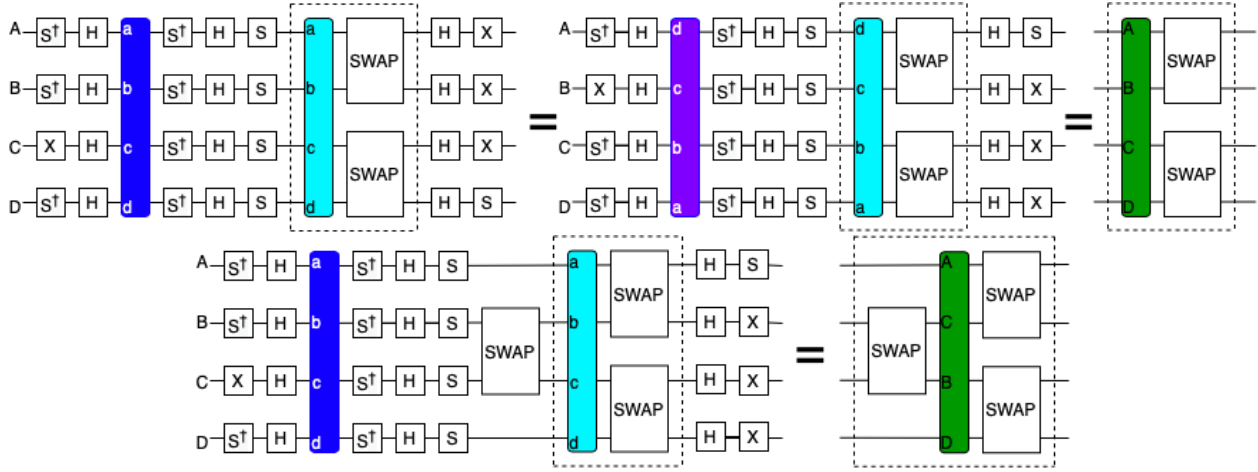 A S† H a S† H S a H X A S† H d S† H S d H S A
SWAP SWAP SWAP
B S† H b S† H S b H X B X H c S† H S c H X B
= =
C X H c S† H S c H X C S† H b S† H S b H X C
SWAP SWAP SWAP
D S† H d S† H S d H S D S† H a S† H S a H X D
A S† H a S† H S a H S A
SWAP SWAP
B S† H b S† H S b H X C
SWAP = SWAP
C X H c S† H S c H X B
SWAP SWAP
D S† H d S† H S d H X D